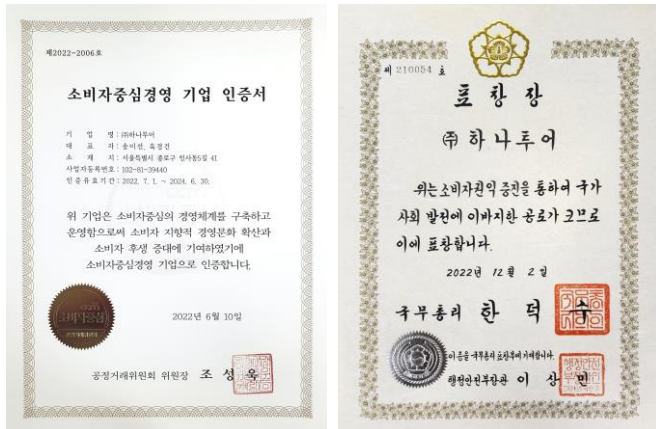 제2022-2006호
소비자중심경영 기업 인증서
기 업 명 : ㈜하나투어
대 표 자 : 송미선, 육경건
소 재 지 : 서울특별시 종로구 인사동5길 41
사업자등록번호 : 102-81-39440
인증유효기간 : 2022. 7. 1. ~ 2024. 6. 30.
위 기업은 소비자중심의 경영체계를 구축하고
운영함으로써 소비자 지향적 경영문화 확산과
소비자 후생 증대에 기여하였기에
소비자중심경영 기업으로 인증합니다.
소비자중심
2022년 6월 10일
공정거래위원회 위원장 조 성 욱
제 210054 호
표 창 장
㈜ 하 나 투 어
위는 소비자권익 증진을 통하여 국가
사회 발전에 이바지한 공로가 크므로
이에 표창합니다.
2022년 12월 2일
국무총리 한 덕 수
이 증을 국무총리 표창부에 기재합니다.
행정안전부장관 이 상 민